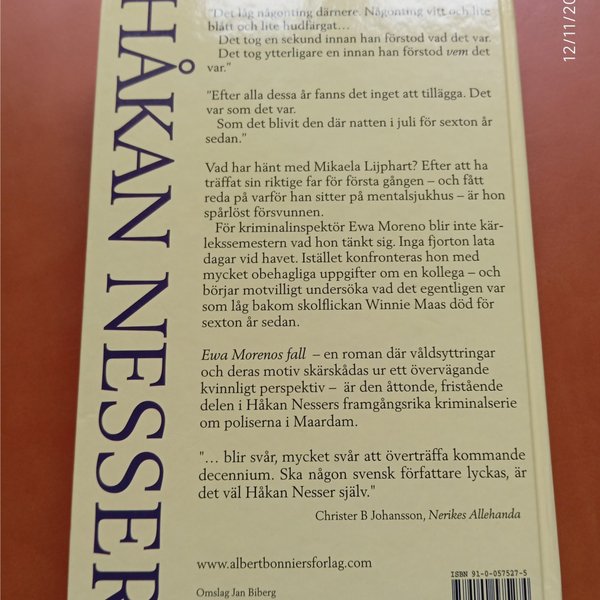 HÅKAN NESSER
"Det låg någonting därnere. Någonting vitt och lite
blått och lite hudfärgat…
Det tog en sekund innan han förstod vad det var.
Det tog ytterligare en innan han förstod vem det
var."
"Efter alla dessa år fanns det inget att tillägga. Det
var som det var.
Som det blivit den där natten i juli för sexton år
sedan."
Vad har hänt med Mikaela Lijphart? Efter att ha
träffat sin riktige far för första gången – och fått
reda på varför han sitter på mentalsjukhus – är hon
spårlöst försvunnen.
För kriminalinspektör Ewa Moreno blir inte kär-
lekssemestern vad hon tänkt sig. Inga fjorton lata
dagar vid havet. Istället konfronteras hon med
mycket obehagliga uppgifter om en kollega – och
börjar motvilligt undersöka vad det egentligen var
som låg bakom skolflickan Winnie Maas död för
sexton år sedan.
Ewa Morenos fall – en roman där våldsyttringar
och deras motiv skärskådas ur ett övervägande
kvinnligt perspektiv – är den åttonde, fristående
delen i Håkan Nessers framgångsrika kriminalserie
om poliserna i Maardam.
"… blir svår, mycket svår att överträffa kommande
decennium. Ska någon svensk författare lyckas, är
det väl Håkan Nesser själv."
Christer B Johansson, Nerikes Allehanda
www.albertbonniersforlag.com
Omslag Jan Biberg
ISBN 91-0-057527-5
12/11/20